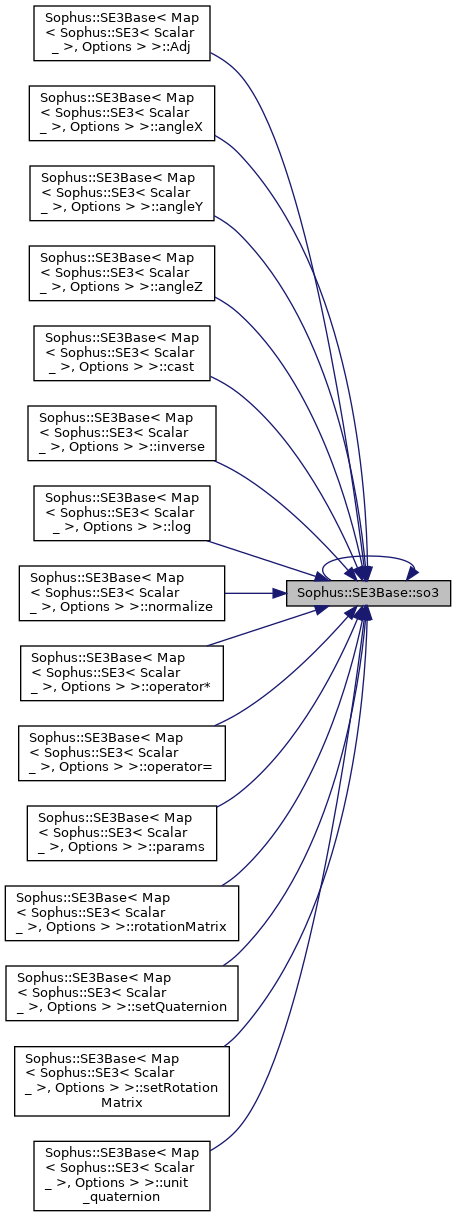 Sophus::SE3Base< Map
< Sophus::SE3< Scalar
_ >, Options > >::Adj
Sophus::SE3Base< Map
< Sophus::SE3< Scalar
_ >, Options > >::angleX
Sophus::SE3Base< Map
< Sophus::SE3< Scalar
_ >, Options > >::angleY
Sophus::SE3Base< Map
< Sophus::SE3< Scalar
_ >, Options > >::angleZ
Sophus::SE3Base< Map
< Sophus::SE3< Scalar
_ >, Options > >::cast
Sophus::SE3Base< Map
< Sophus::SE3< Scalar
_ >, Options > >::inverse
Sophus::SE3Base< Map
< Sophus::SE3< Scalar
_ >, Options > >::log
Sophus::SE3Base< Map
< Sophus::SE3< Scalar
_ >, Options > >::normalize
Sophus::SE3Base::so3
Sophus::SE3Base< Map
< Sophus::SE3< Scalar
_ >, Options > >::operator*
Sophus::SE3Base< Map
< Sophus::SE3< Scalar
_ >, Options > >::operator=
Sophus::SE3Base< Map
< Sophus::SE3< Scalar
_ >, Options > >::params
Sophus::SE3Base< Map
< Sophus::SE3< Scalar
_ >, Options > >::rotationMatrix
Sophus::SE3Base< Map
< Sophus::SE3< Scalar
_ >, Options > >::setQuaternion
Sophus::SE3Base< Map
< Sophus::SE3< Scalar
_ >, Options > >::setRotation
Matrix
Sophus::SE3Base< Map
< Sophus::SE3< Scalar
_ >, Options > >::unit
_quaternion